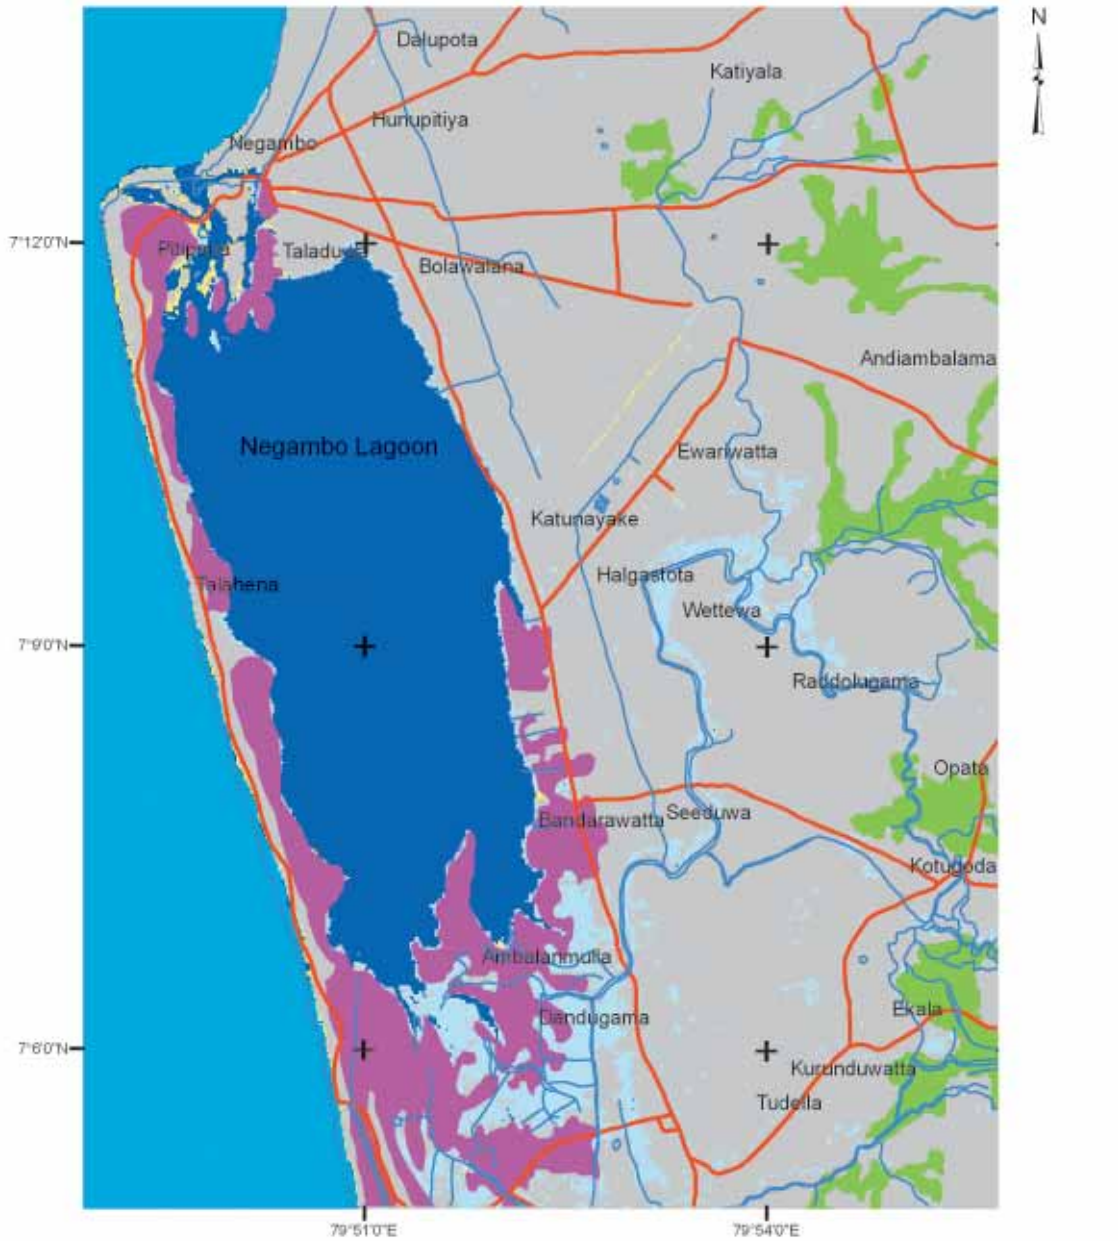 N
Dalupota
Katiyala
Hunupitiya
Negambo
7°12'0"N
Pitipana
Taladuwa
Bolawalana
Andiambalama
Negambo Lagoon
Ewariwatta
Katunayake
Talahena
Halgastota
Wettewa
7°9'0"N
Raddolugama
Opata
Bandarawatta
Seeduwa
Kotugoda
Ambalanmulla
Ekala
Dandugama
7°6'0"N
Kurunduwatta
Tudella
79°51'0"E
79°54'0"E